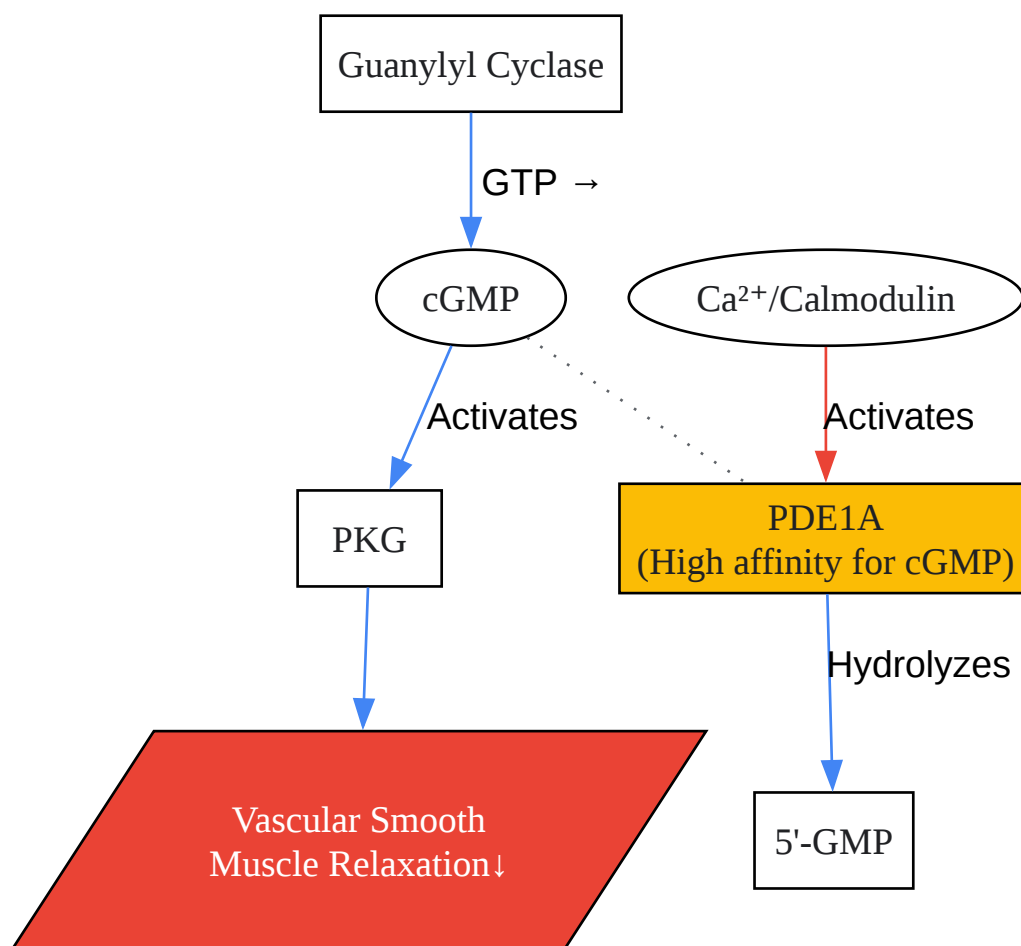 Guanylyl Cyclase
GTP →
cGMP
Ca²⁺/Calmodulin
Activates
Activates
PKG
PDE1A
(High affinity for cGMP)
Hydrolyzes
Vascular Smooth
Muscle Relaxation↓
5'-GMP